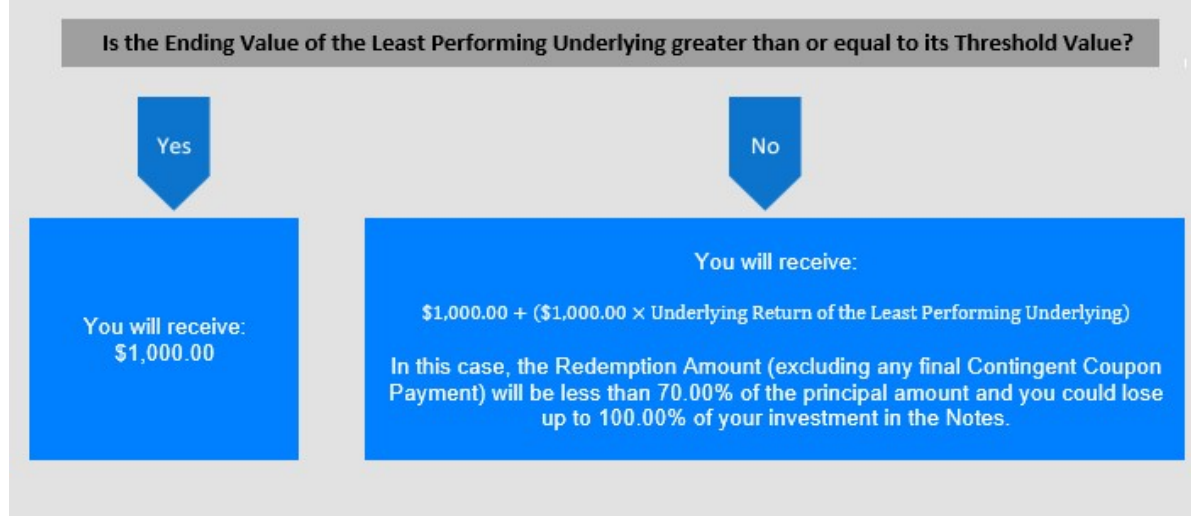 Is the Ending Value of the Least Performing Underlying greater than or equal to its Threshold Value?
Yes
No
You will receive:
$1,000.00
You will receive:
$1,000.00 + ($1,000.00 × Underlying Return of the Least Performing Underlying)
In this case, the Redemption Amount (excluding any final Contingent Coupon
Payment) will be less than 70.00% of the principal amount and you could lose
up to 100.00% of your investment in the Notes.